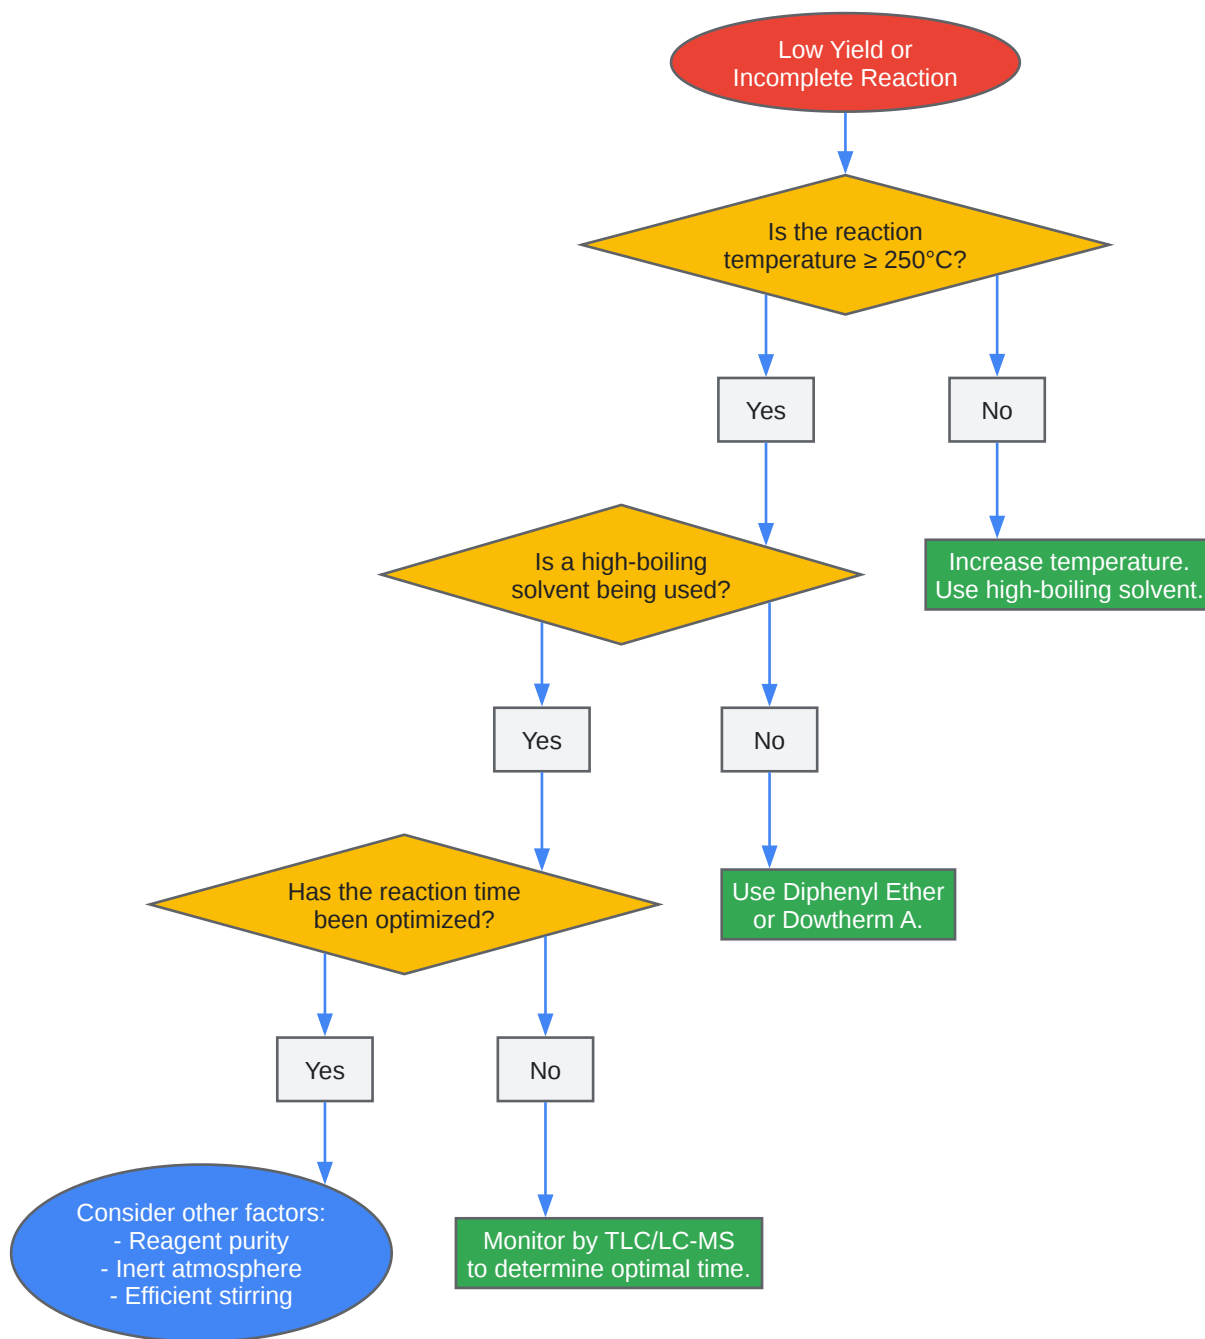 Low Yield or
Incomplete Reaction
Is the reaction
temperature ≥ 250°C?
Yes
No
Is a high-boiling
solvent being used?
Increase temperature.
Use high-boiling solvent.
Yes
No
Has the reaction time
been optimized?
Use Diphenyl Ether
or Dowtherm A.
Yes
No
Consider other factors:
- Reagent purity
- Inert atmosphere
- Efficient stirring
Monitor by TLC/LC-MS
to determine optimal time.